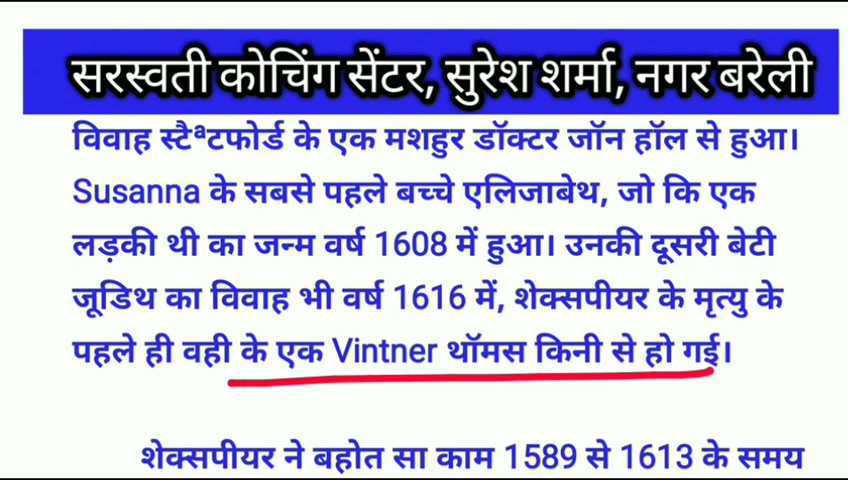 सरस्वती कोचिंग सेंटर, सुरेश शर्मा, नगर बरेली
विवाह स्टैªटफोर्ड के एक मशहुर डॉक्टर जॉन हॉल से हुआ।
Susanna के सबसे पहले बच्चे एलिजाबेथ, जो कि एक
लड़की थी का जन्म वर्ष 1608 में हुआ। उनकी दूसरी बेटी
जूडिथ का विवाह भी वर्ष 1616 में, शेक्सपीयर के मृत्यु के
पहले ही वही के एक Vintner थॉमस किनी से हो गई।
शेक्सपीयर ने बहोत सा काम 1589 से 1613 के समय